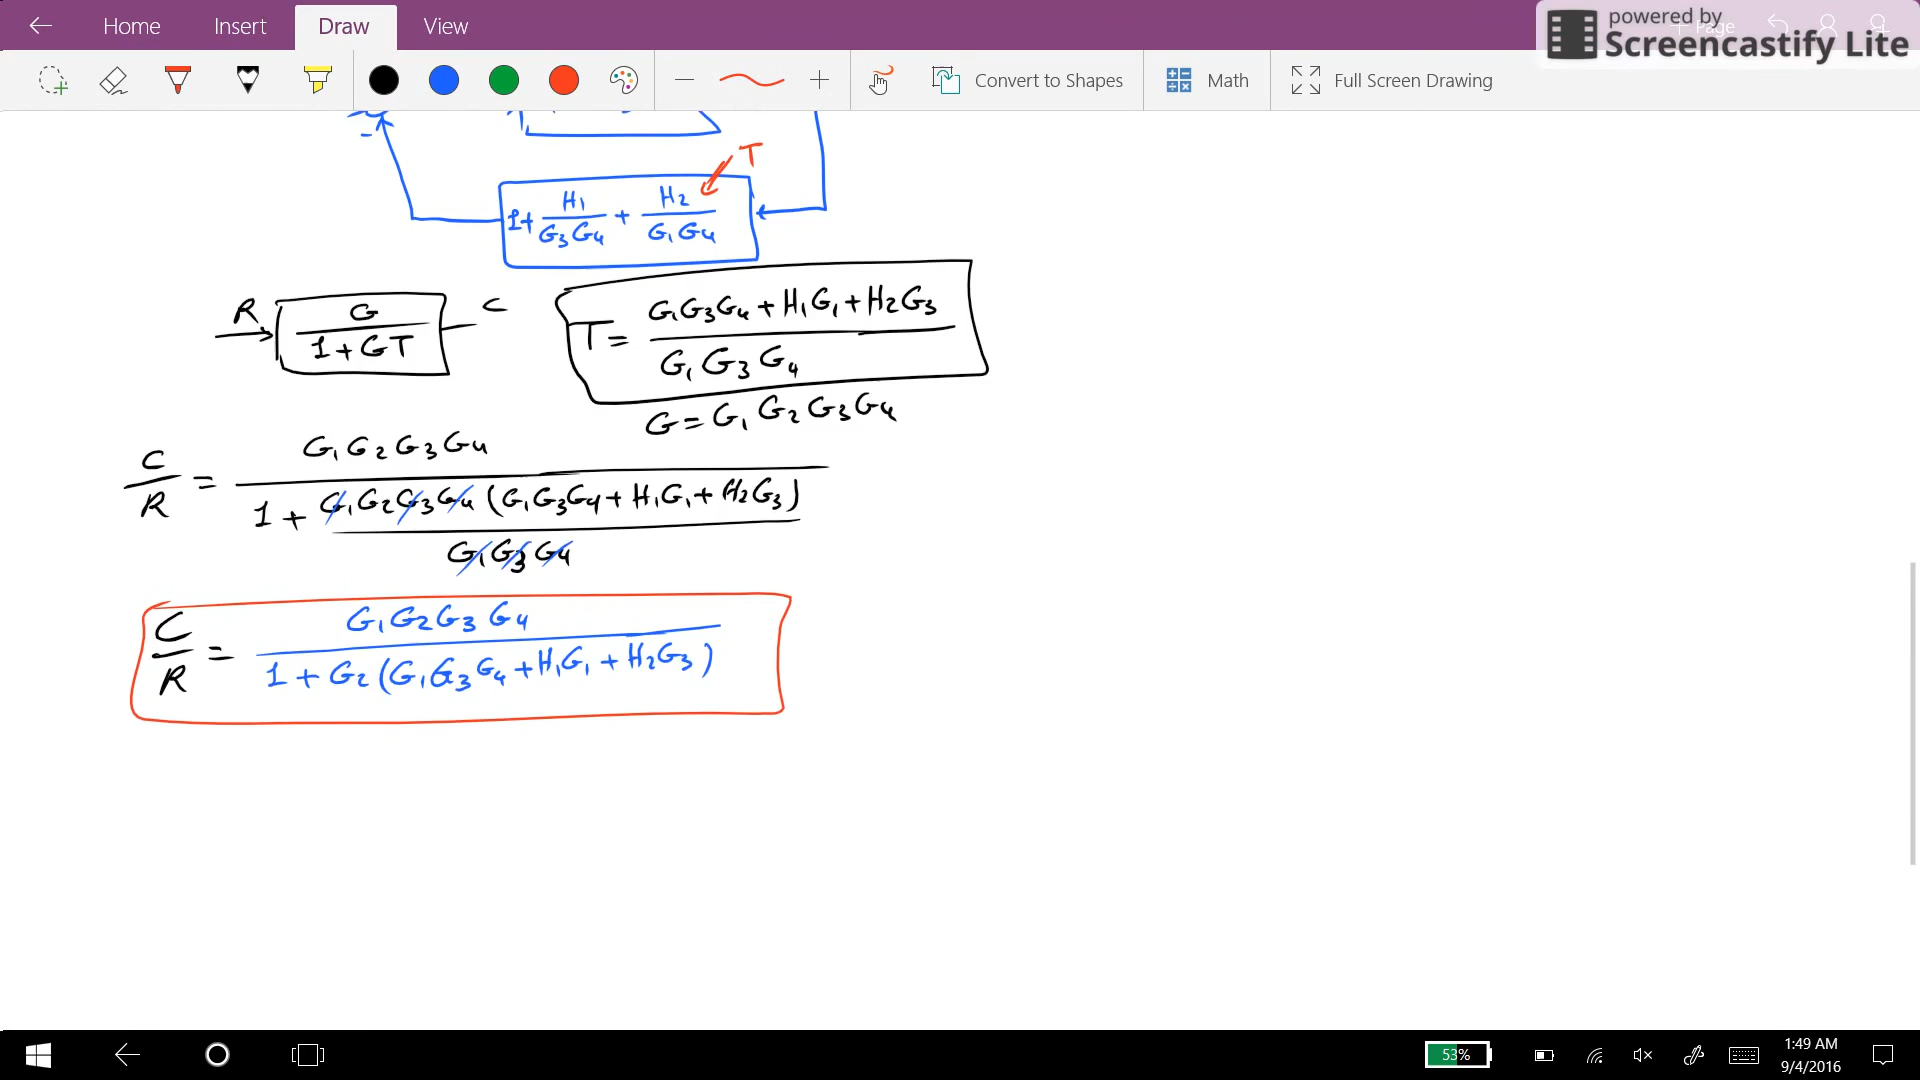 Home Insert Draw View
+ Page
powered by
Screencastify Lite
Convert to Shapes Math Full Screen Drawing
-
T
1 + H₁/(G₃G₄) + H₂/(G₁G₄)
R G/(1+GT) C
T = (G₁G₃G₄ + H₁G₁ + H₂G₃)/(G₁G₃G₄)
G = G₁G₂G₃G₄
C/R = G₁G₂G₃G₄/(1 + G₁G₂G₃G₄(G₁G₃G₄ + H₁G₁ + H₂G₃)/(G₁G₃G₄))
C/R = G₁G₂G₃G₄/(1 + G₂(G₁G₃G₄ + H₁G₁ + H₂G₃))
53%
1:49 AM
9/4/2016